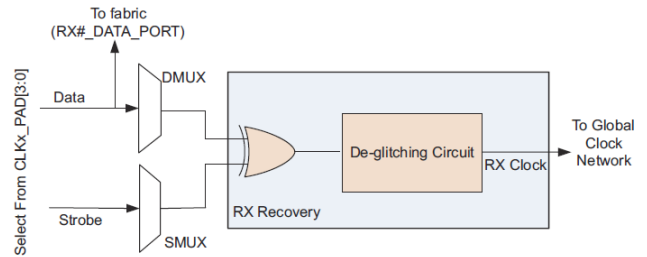 To fabric
(RX#_DATA_PORT)
DMUX
Data
Select From CLKx_PAD[3:0]
De-glitching Circuit
To Global
Clock
Network
RX Clock
RX Recovery
Strobe
SMUX